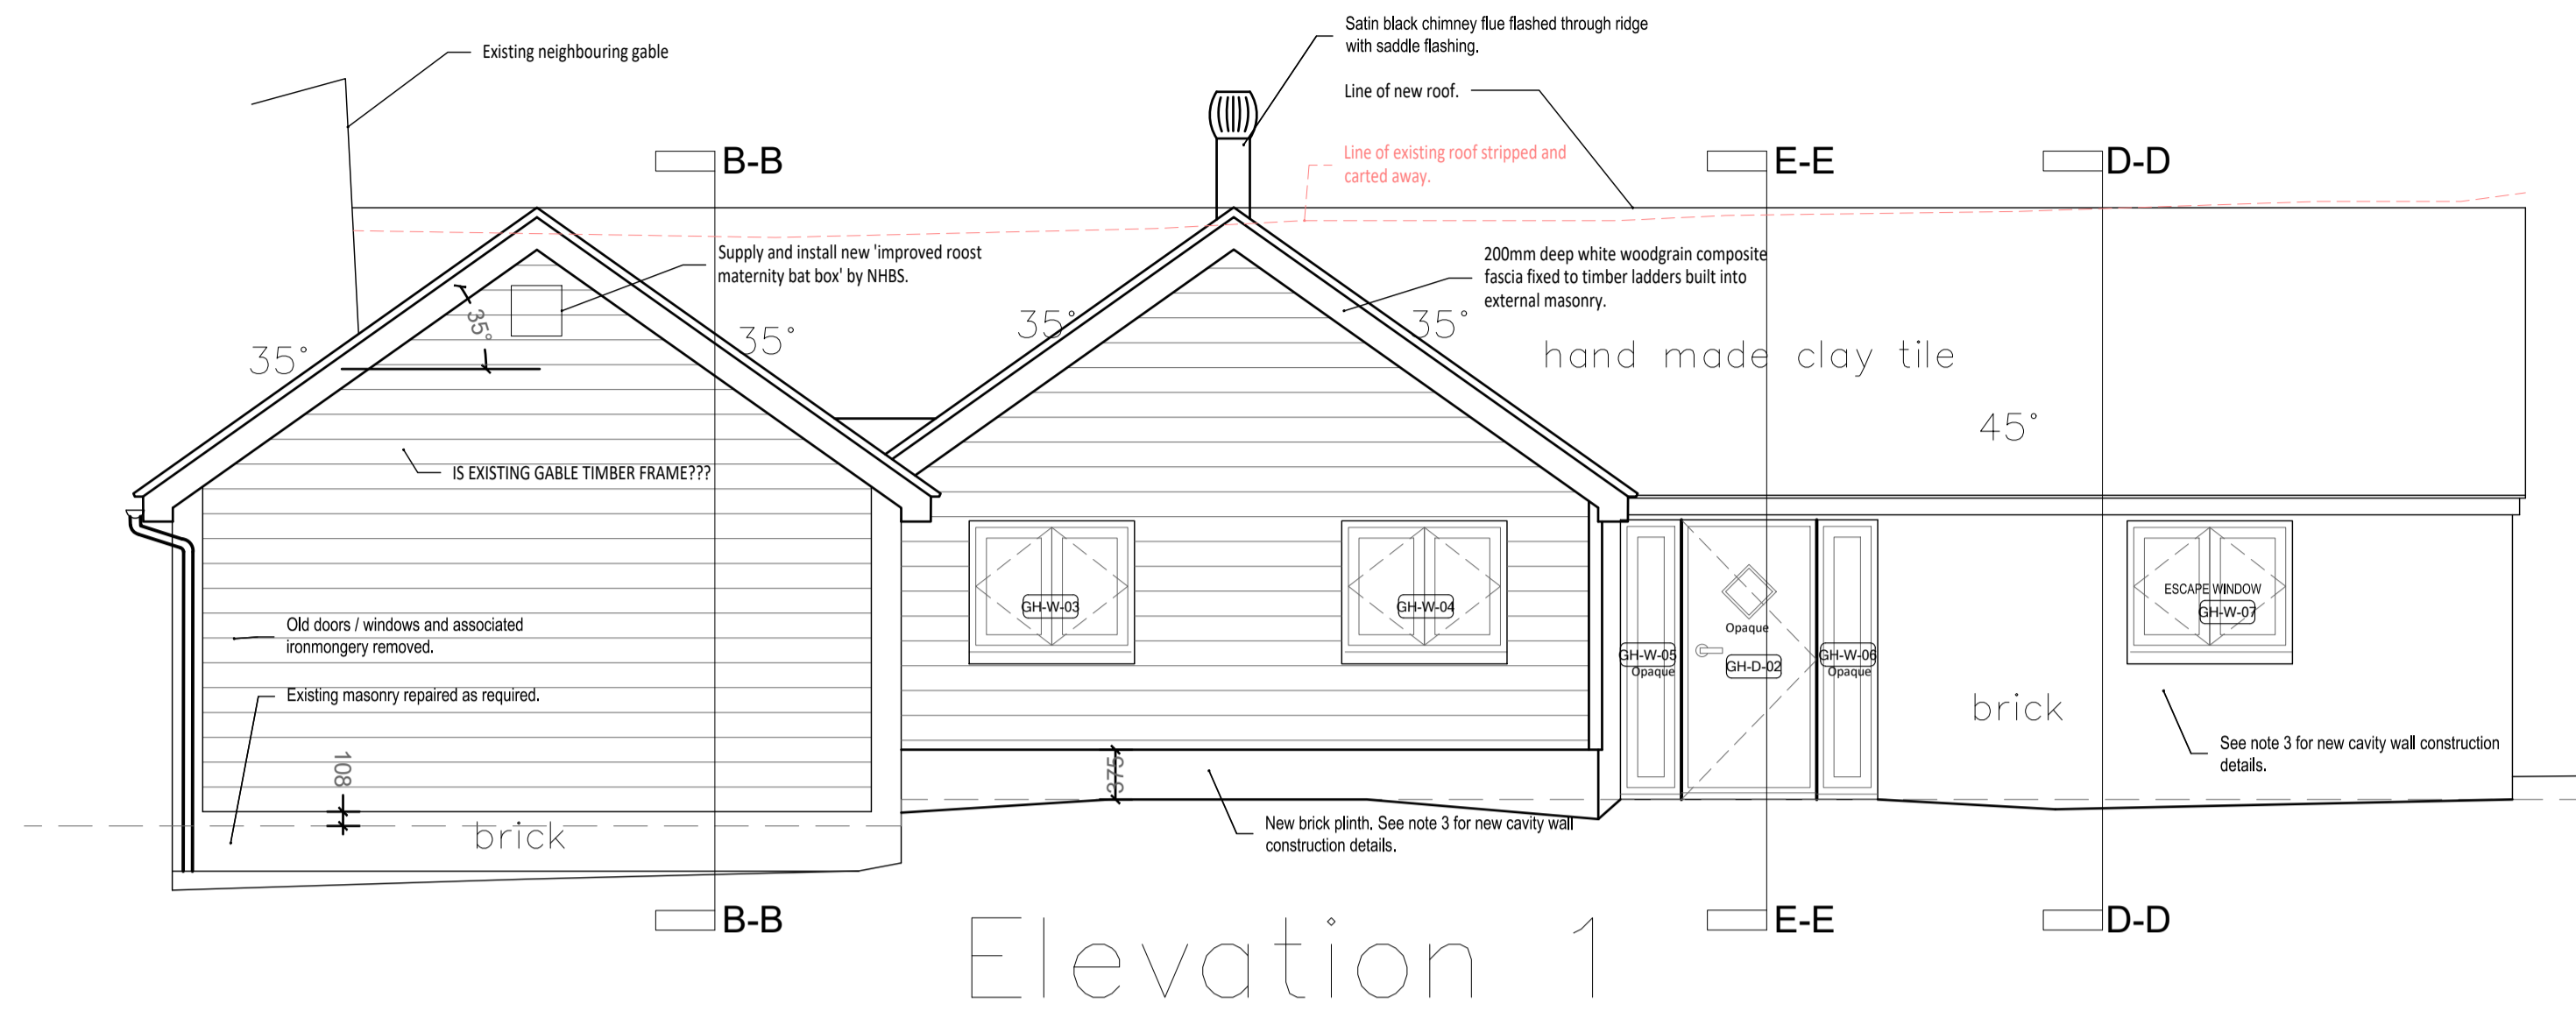 Satin black chimney flue flashed through ridge
with saddle flashing.
Existing neighbouring gable
Line of new roof.
Line of existing roof stripped and
carted away.
B-B
E-E
D-D
Supply and install new 'improved roost
maternity bat box' by NHBS.
200mm deep white woodgrain composite
fascia fixed to timber ladders built into
external masonry.
35°
35°
35°
35°
35°
hand made clay tile
45°
IS EXISTING GABLE TIMBER FRAME???
ESCAPE WINDOW
GH-W-03
GH-W-04
GH-W-07
Old doors / windows and associated
ironmongery removed.
Opaque
GH-W-05
Opaque
GH-D-02
GH-W-06
Opaque
Existing masonry repaired as required.
brick
See note 3 for new cavity wall construction
details.
108
375
brick
New brick plinth. See note 3 for new cavity wall
construction details.
B-B
E-E
D-D
Elevation 1